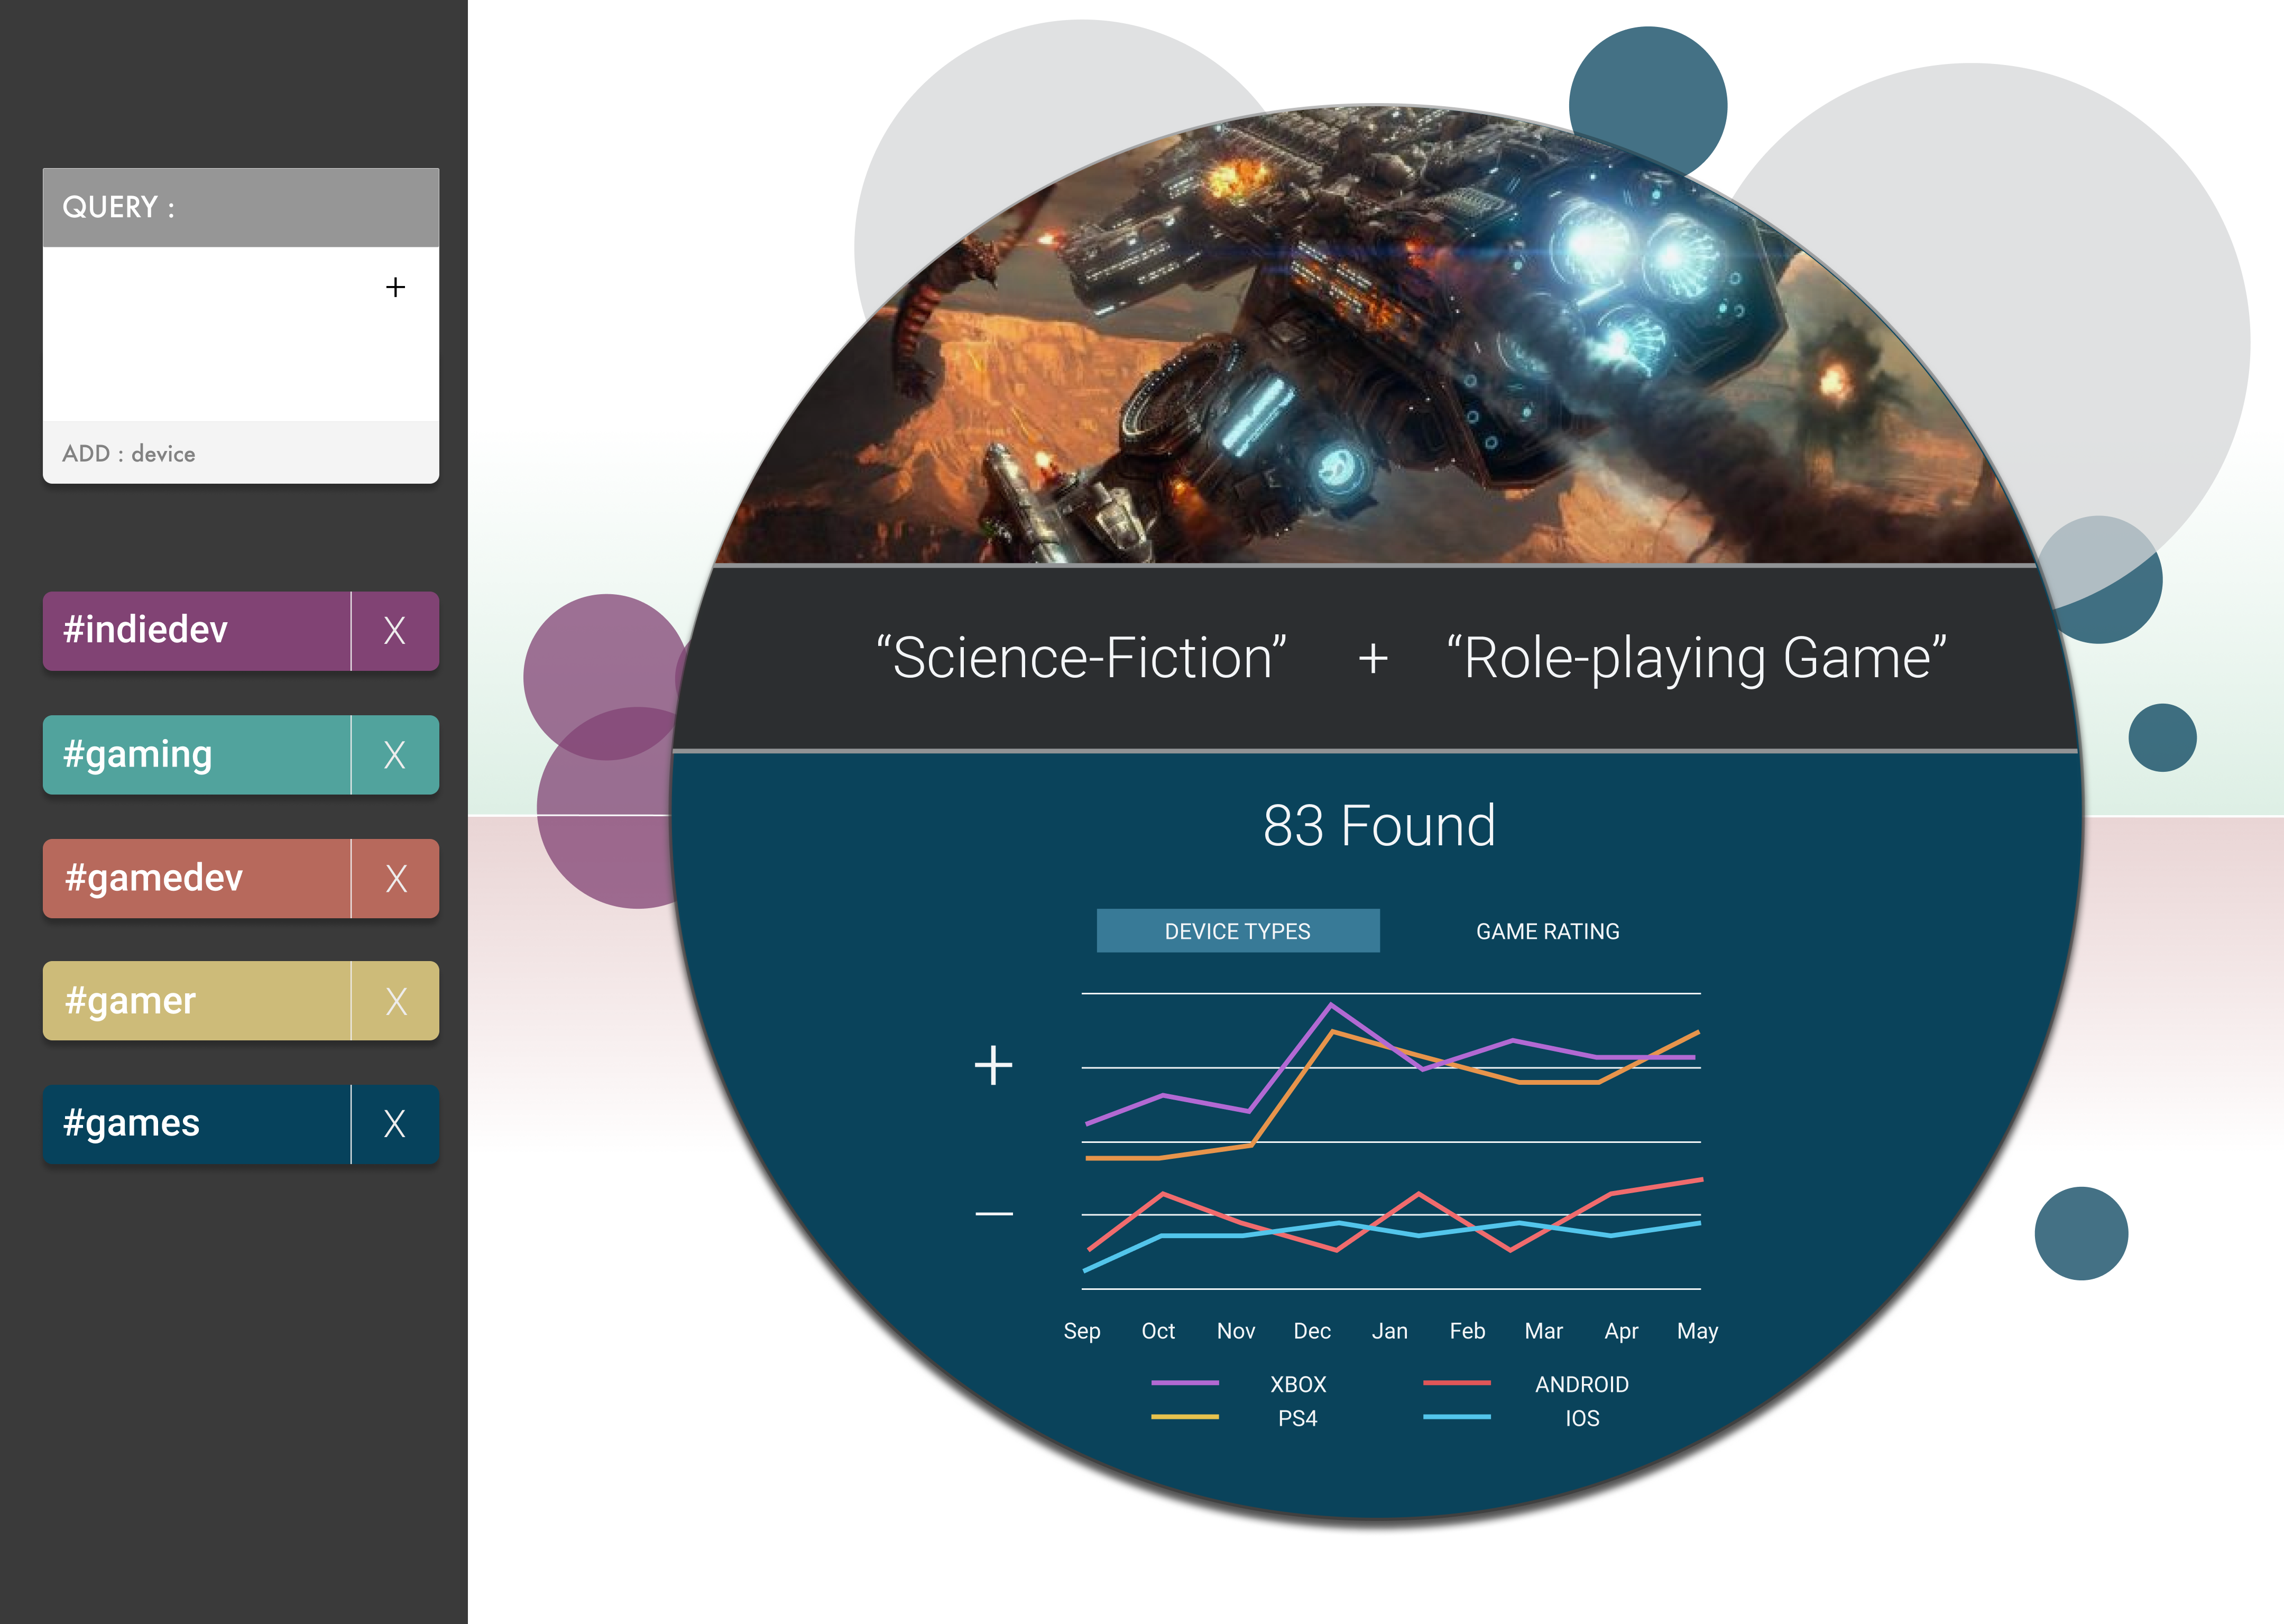 QUERY :
+
ADD : device
#indiedev X
#gaming X
#gamedev X
#gamer X
#games X
“Science-Fiction” + “Role-playing Game”
83 Found
DEVICE TYPES GAME RATING
+
–
Sep Oct Nov Dec Jan Feb Mar Apr May
XBOX ANDROID
PS4 IOS